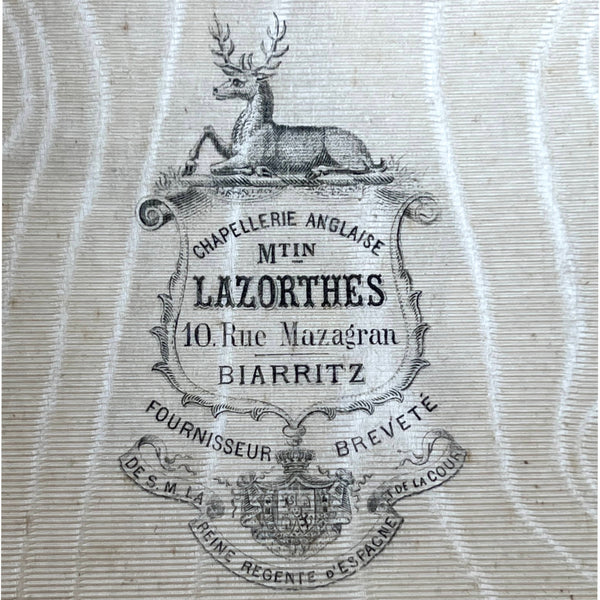 CHAPELLERIE ANGLAISE
Mtin
LAZORTHES
10. Rue Mazagran
BIARRITZ
FOURNISSEUR BREVETÉ
DE S. M. LA REINE REGENTE D'ESPAGNE ET DE LA COUR